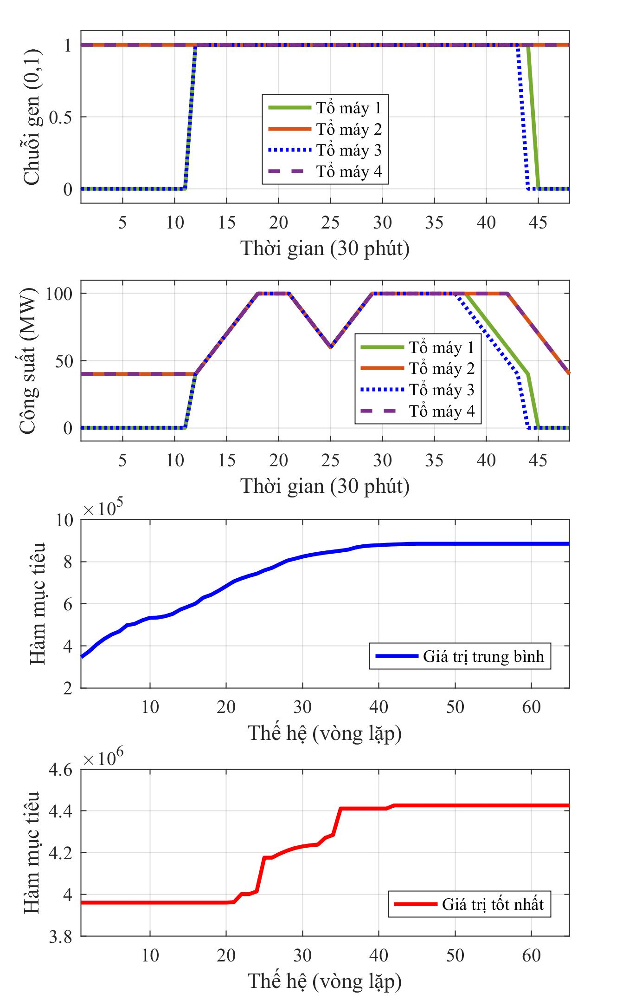 Chuỗi gen (0,1)
1
0.5
0
Tổ máy 1
Tổ máy 2
Tổ máy 3
Tổ máy 4
5 10 15 20 25 30 35 40 45
Thời gian (30 phút)
Công suất (MW)
100
50
0
Tổ máy 1
Tổ máy 2
Tổ máy 3
Tổ máy 4
5 10 15 20 25 30 35 40 45
Thời gian (30 phút)
×10⁵
Hàm mục tiêu
10
8
6
4
2
Giá trị trung bình
10 20 30 40 50 60
Thế hệ (vòng lặp)
×10⁶
Hàm mục tiêu
4.6
4.4
4.2
4
3.8
Giá trị tốt nhất
10 20 30 40 50 60
Thế hệ (vòng lặp)